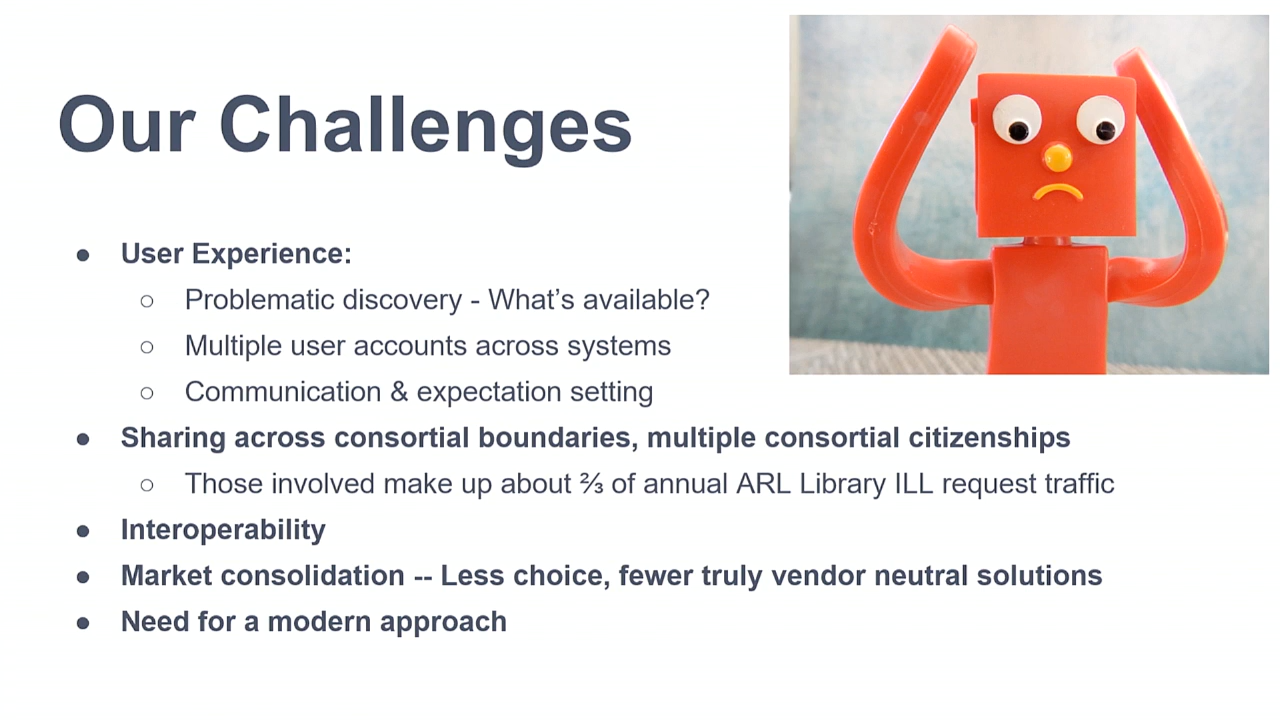 Our Challenges
● User Experience:
○ Problematic discovery - What’s available?
○ Multiple user accounts across systems
○ Communication & expectation setting
● Sharing across consortial boundaries, multiple consortial citizenships
○ Those involved make up about ⅔ of annual ARL Library ILL request traffic
● Interoperability
● Market consolidation -- Less choice, fewer truly vendor neutral solutions
● Need for a modern approach